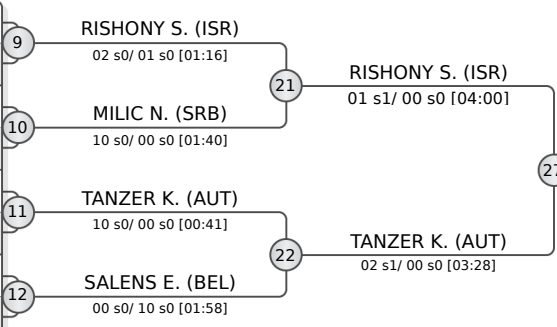 9
RISHONY S. (ISR)
02 s0/ 01 s0 [01:16]
21
RISHONY S. (ISR)
01 s1/ 00 s0 [04:00]
10
MILIC N. (SRB)
10 s0/ 00 s0 [01:40]
27
11
TANZER K. (AUT)
10 s0/ 00 s0 [00:41]
22
TANZER K. (AUT)
02 s1/ 00 s0 [03:28]
12
SALENS E. (BEL)
00 s0/ 10 s0 [01:58]